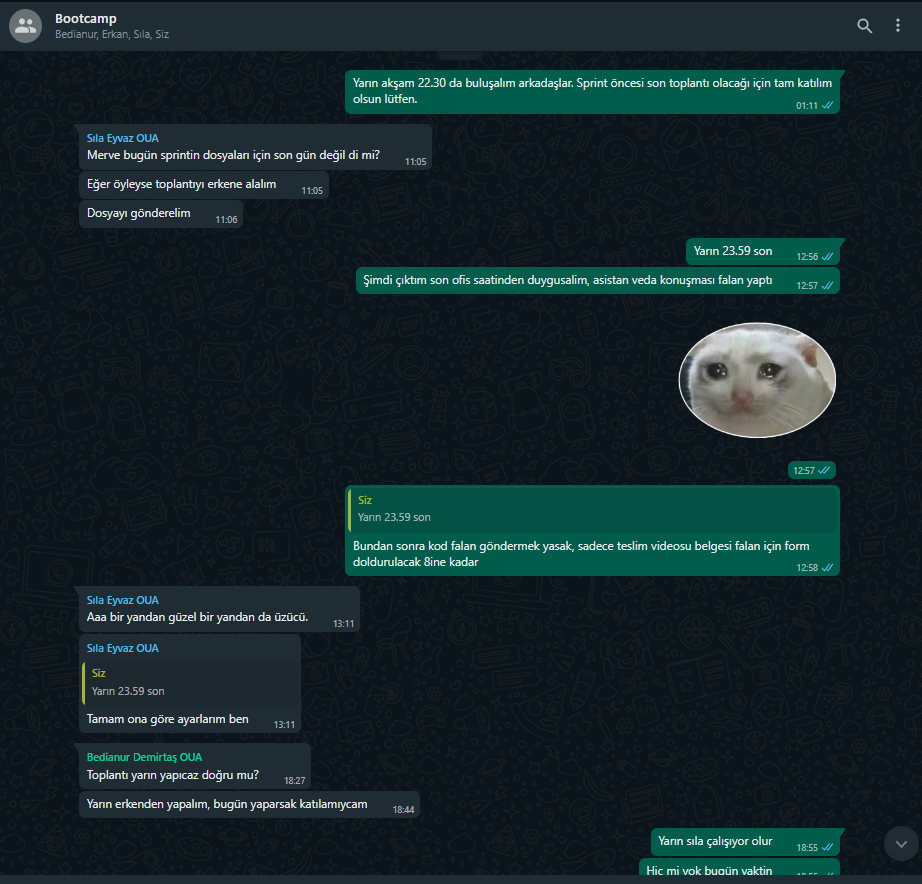 Bootcamp
Bedianur, Erkan, Sıla, Siz
Yarın akşam 22.30 da buluşalım arkadaşlar. Sprint öncesi son toplantı olacağı için tam katılım
olsun lütfen.
01:11
Sıla Eyvaz OUA
Merve bugün sprintin dosyaları için son gün değil di mi?
11:05
Eğer öyleyse toplantıyı erkene alalım
11:05
Dosyayı gönderelim
11:06
Yarın 23.59 son
12:56
Şimdi çıktım son ofis saatinden duygusalim, asistan veda konuşması falan yaptı
12:57
12:57
Siz
Yarın 23.59 son
Bundan sonra kod falan göndermek yasak, sadece teslim videosu belgesi falan için form
doldurulacak 8ine kadar
12:58
Sıla Eyvaz OUA
Aaa bir yandan güzel bir yandan da üzücü.
13:11
Sıla Eyvaz OUA
Siz
Yarın 23.59 son
Tamam ona göre ayarlarım ben
13:11
Bedianur Demirtaş OUA
Toplantı yarın yapıcaz doğru mu?
18:27
Yarın erkenden yapalım, bugün yaparsak katılamıycam
18:44
Yarın sıla çalışıyor olur
18:55
Hiç mi yok bugün vaktin
18:55